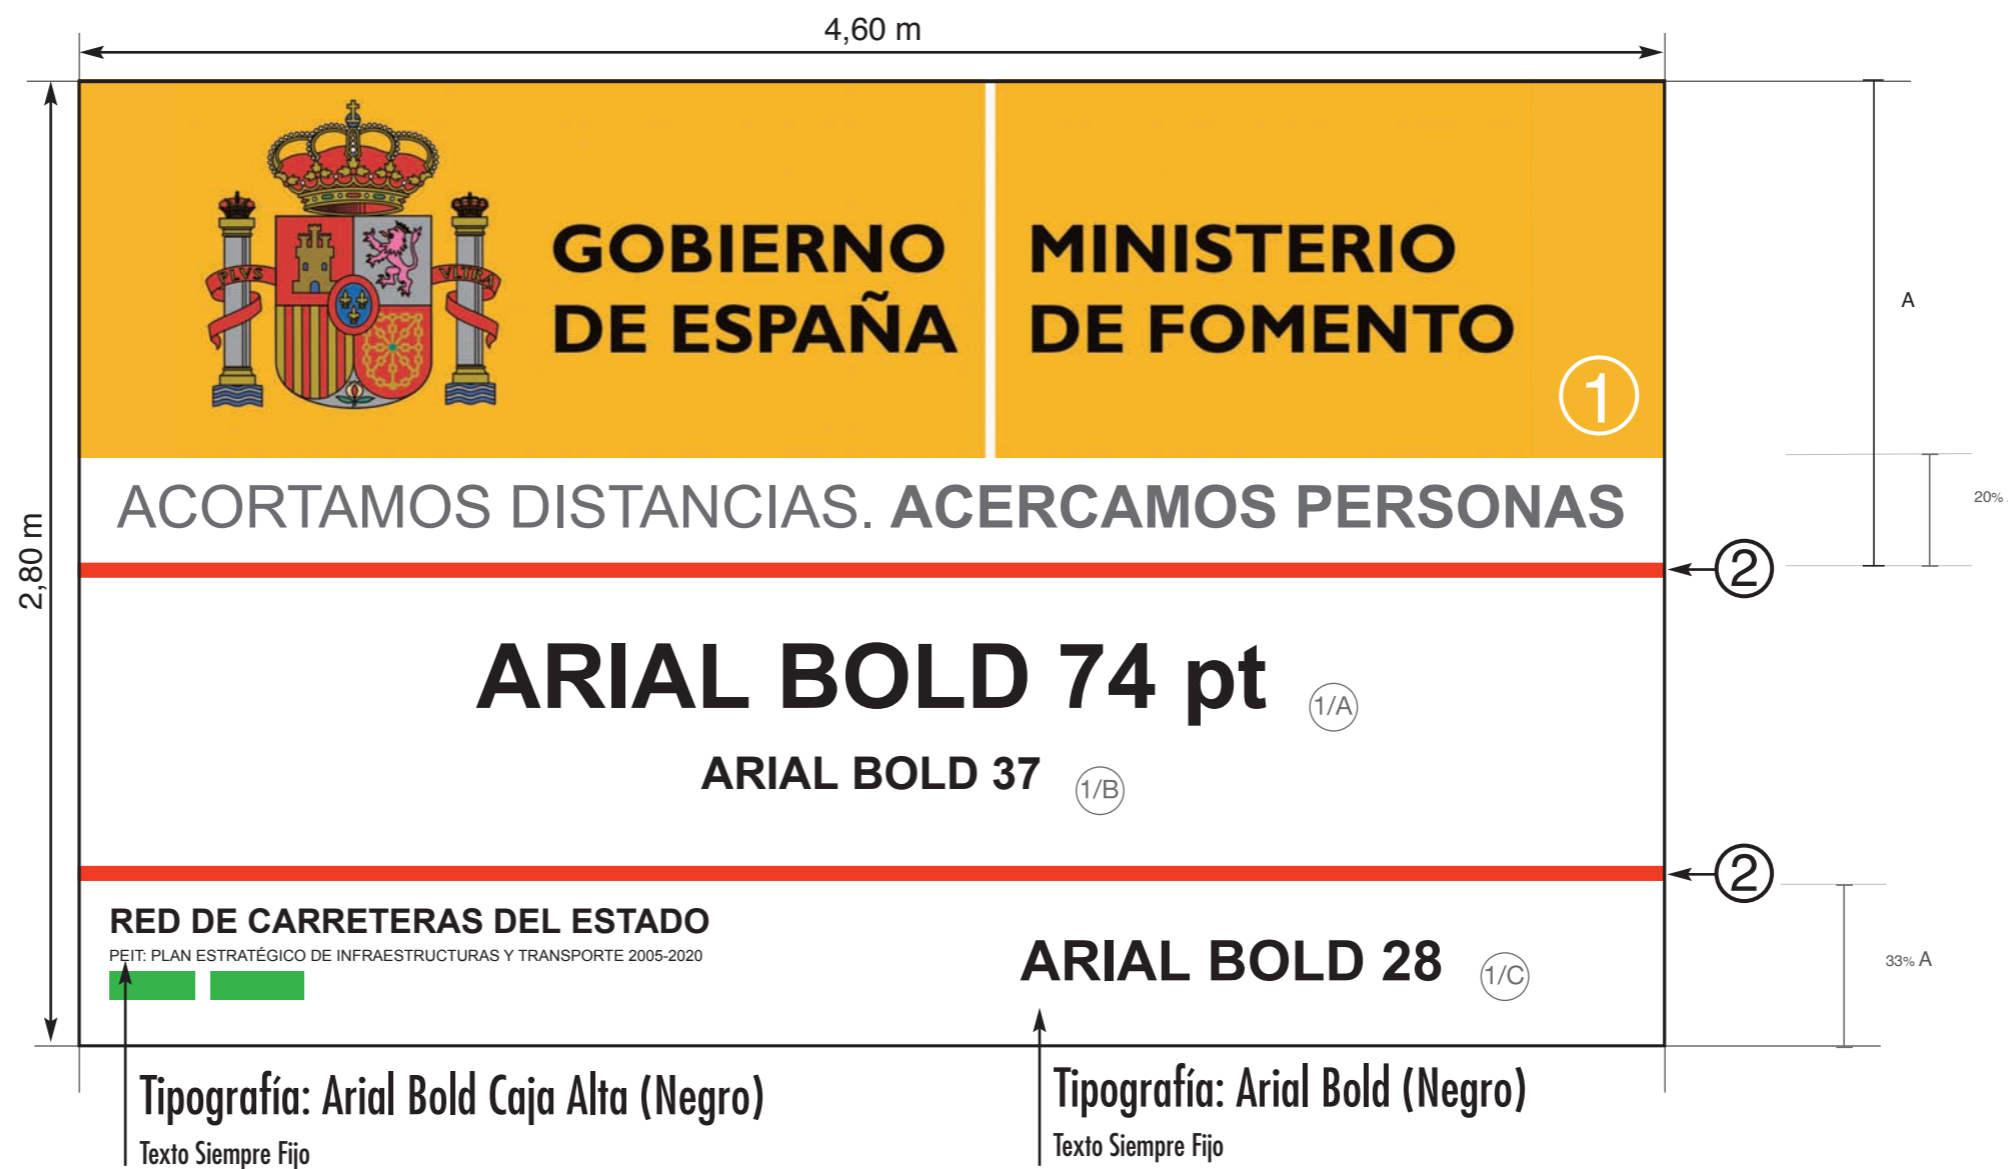 4,60 m
2,80 m
PLVS
VLTRA
GOBIERNO
DE ESPAÑA
MINISTERIO
DE FOMENTO
1
A
ACORTAMOS DISTANCIAS. ACERCAMOS PERSONAS
20%
2
ARIAL BOLD 74 pt
1/A
ARIAL BOLD 37
1/B
2
RED DE CARRETERAS DEL ESTADO
PEIT: PLAN ESTRATÉGICO DE INFRAESTRUCTURAS Y TRANSPORTE 2005-2020
ARIAL BOLD 28
1/C
33% A
Tipografía: Arial Bold Caja Alta (Negro)
Texto Siempre Fijo
Tipografía: Arial Bold (Negro)
Texto Siempre Fijo